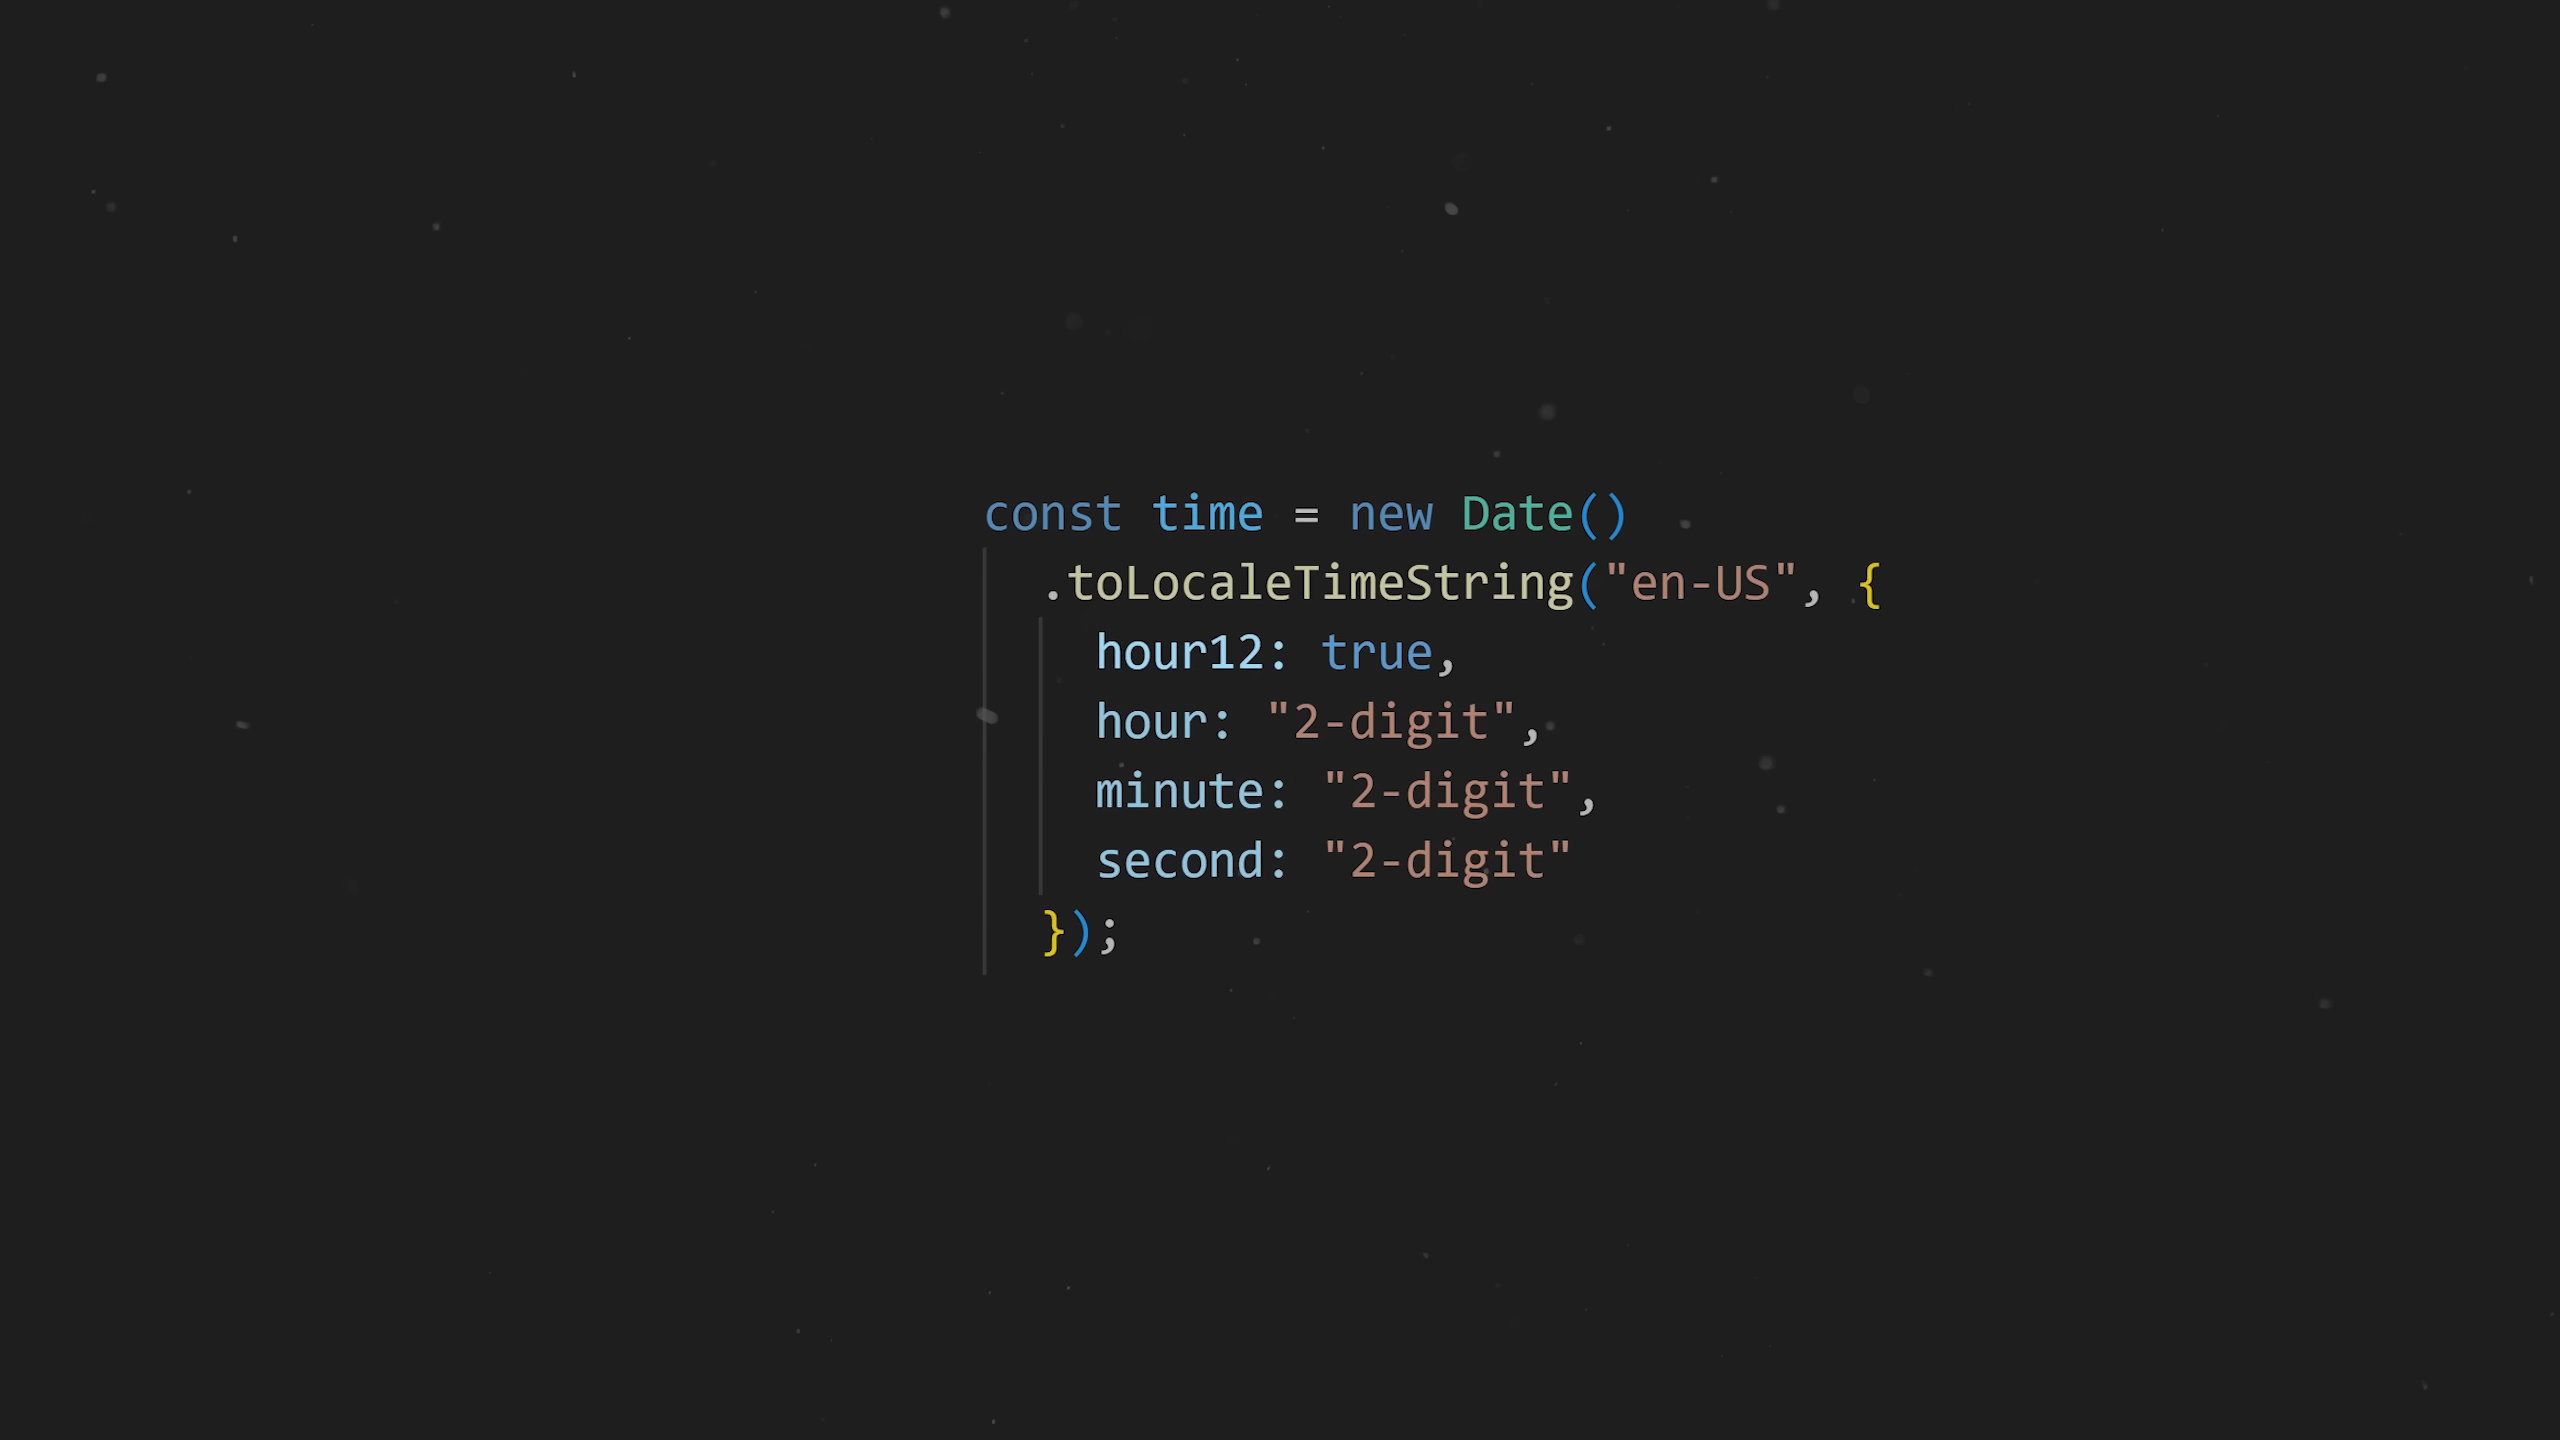 const time = new Date()
.toLocaleTimeString("en-US", {
hour12: true,
hour: "2-digit",
minute: "2-digit",
second: "2-digit"
});